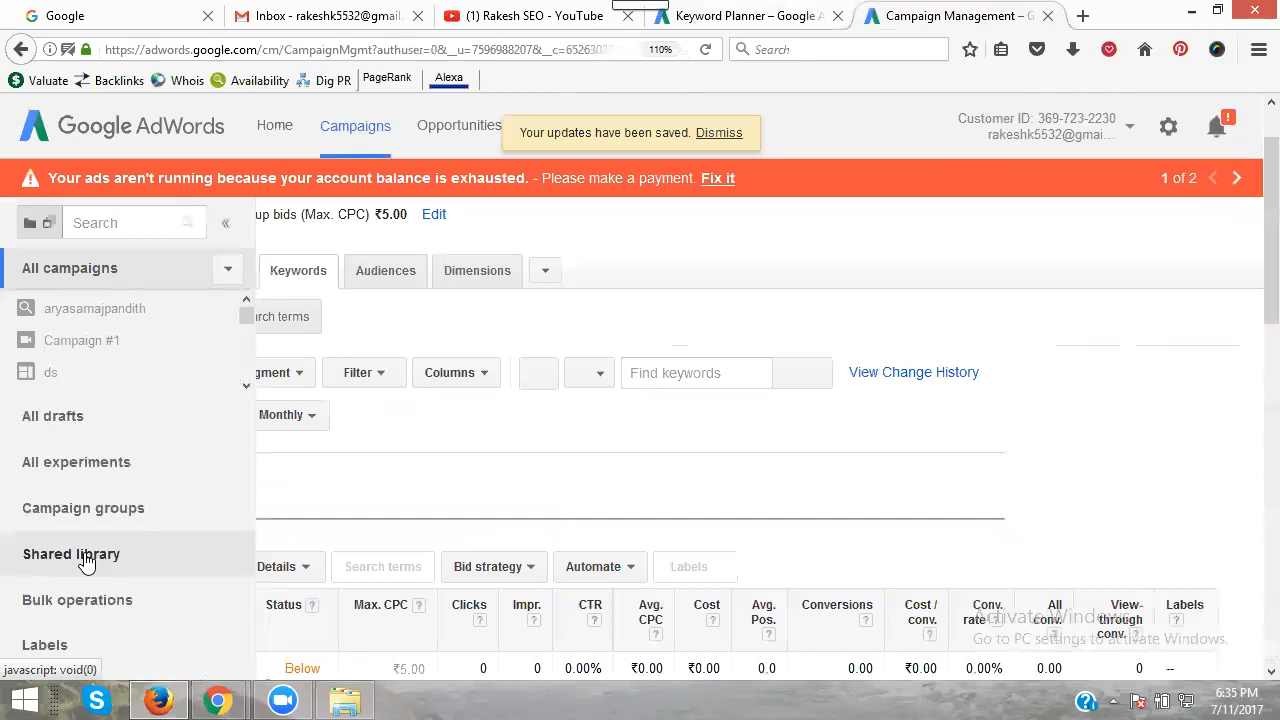 Google
Inbox - rakeshk5532@gmail.
(1) Rakesh SEO - YouTube
Keyword Planner - Google A
Campaign Management – G
https://adwords.google.com/cm/CampaignMgmt?authuser=0&__u=7596988207&__c=6526303
110%
Search
Valuate
Backlinks
Whois
Availability
Dig PR
PageRank
Alexa
Google AdWords
Home
Campaigns
Opportunities
Your updates have been saved. Dismiss
Customer ID: 369-723-2230
rakeshk5532@gmai...
Your ads aren't running because your account balance is exhausted. - Please make a payment. Fix it
1 of 2
Search
up bids (Max. CPC) ₹5.00 Edit
All campaigns
Keywords
Audiences
Dimensions
aryasamajpandith
rch terms
Campaign #1
ds
gment
Filter
Columns
Find keywords
View Change History
All drafts
Monthly
All experiments
Campaign groups
Shared library
Details
Search terms
Bid strategy
Automate
Labels
Bulk operations
Status ?
Max. CPC ?
Clicks ?
Impr. ?
CTR ?
Avg. CPC ?
Cost ?
Avg. Pos. ?
Conversions ?
Cost / conv. ?
Conv. rate ?
All conv. ?
View-through conv. ?
Labels ?
Activate Windows
Go to PC settings to activate Windows.
Labels
javascript: void(0)
Below
₹5.00
0
0
0.00%
₹0.00
₹0.00
0.0
0.00
₹0.00
0.00%
0.00
0
--
6:35 PM
7/11/2017